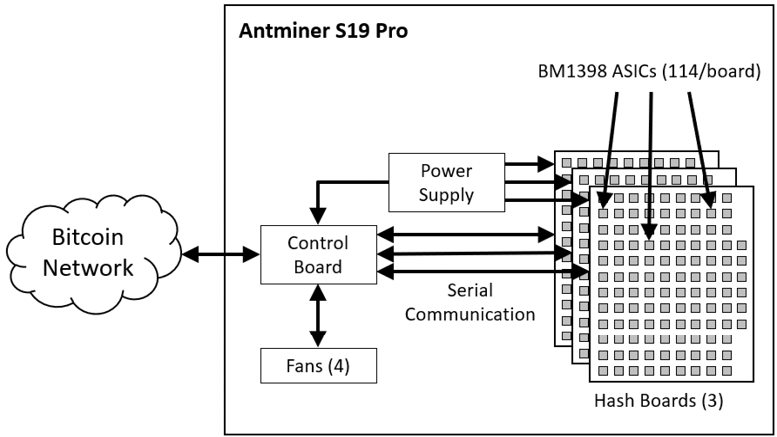 Antminer S19 Pro
BM1398 ASICs (114/board)
Power
Supply
Bitcoin
Network
Control
Board
Serial
Communication
Fans (4)
Hash Boards (3)